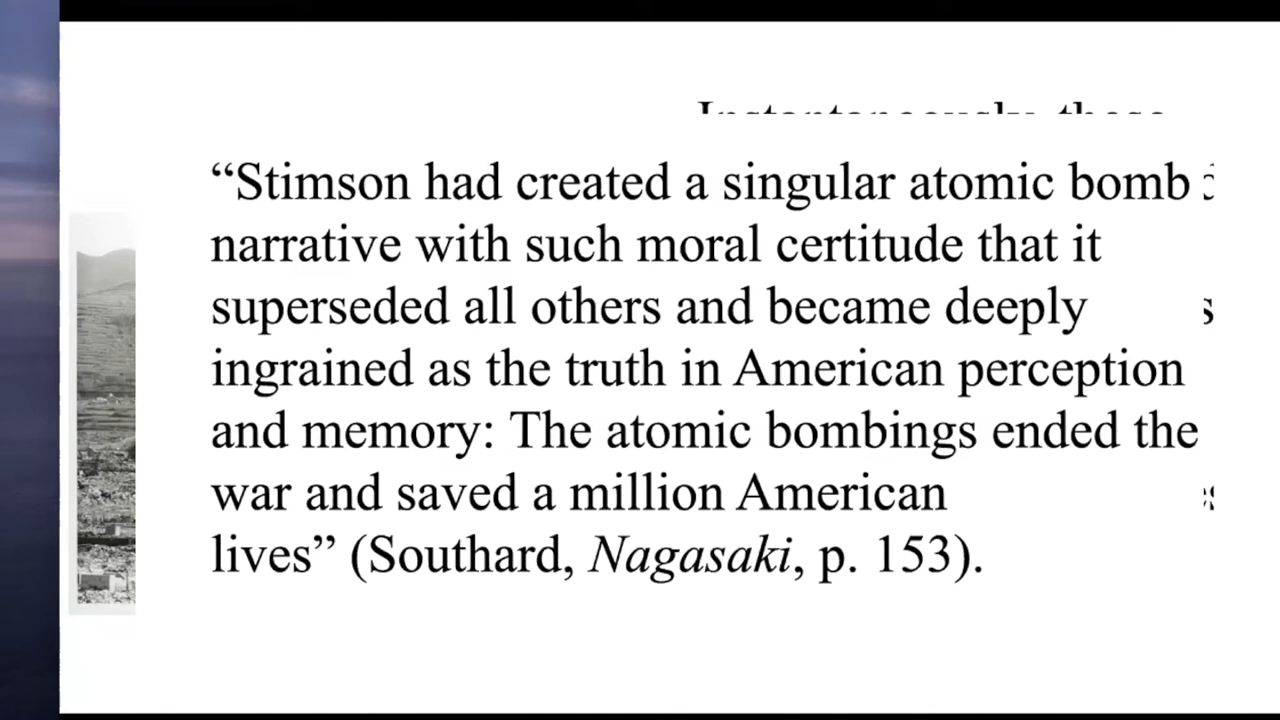 Instantaneously, these
“Stimson had created a singular atomic bomb
narrative with such moral certitude that it
superseded all others and became deeply
ingrained as the truth in American perception
and memory: The atomic bombings ended the
war and saved a million American
lives” (Southard, Nagasaki, p. 153).